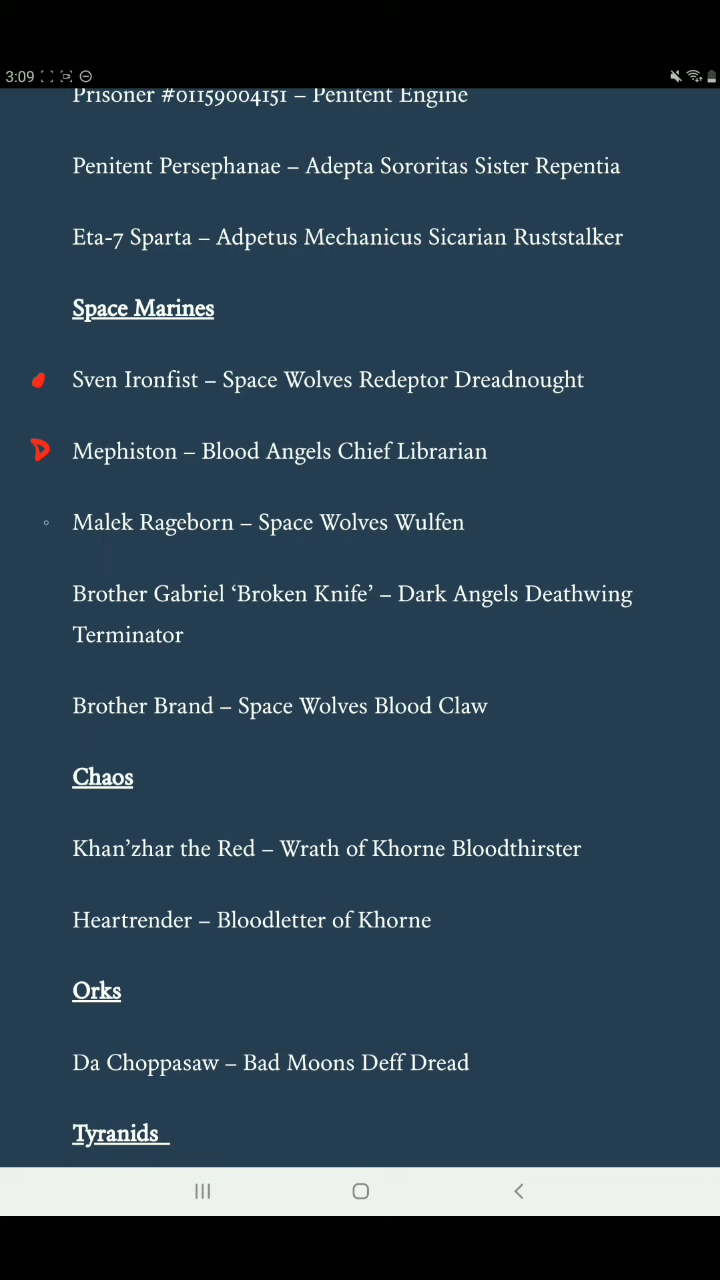 3:09
Prisoner #01159004151 – Penitent Engine
Penitent Persephanae – Adepta Sororitas Sister Repentia
Eta-7 Sparta – Adpetus Mechanicus Sicarian Ruststalker
Space Marines
Sven Ironfist – Space Wolves Redeptor Dreadnought
Mephiston – Blood Angels Chief Librarian
Malek Rageborn – Space Wolves Wulfen
Brother Gabriel ‘Broken Knife’ – Dark Angels Deathwing
Terminator
Brother Brand – Space Wolves Blood Claw
Chaos
Khan’zhar the Red – Wrath of Khorne Bloodthirster
Heartrender – Bloodletter of Khorne
Orks
Da Choppasaw – Bad Moons Deff Dread
Tyranids